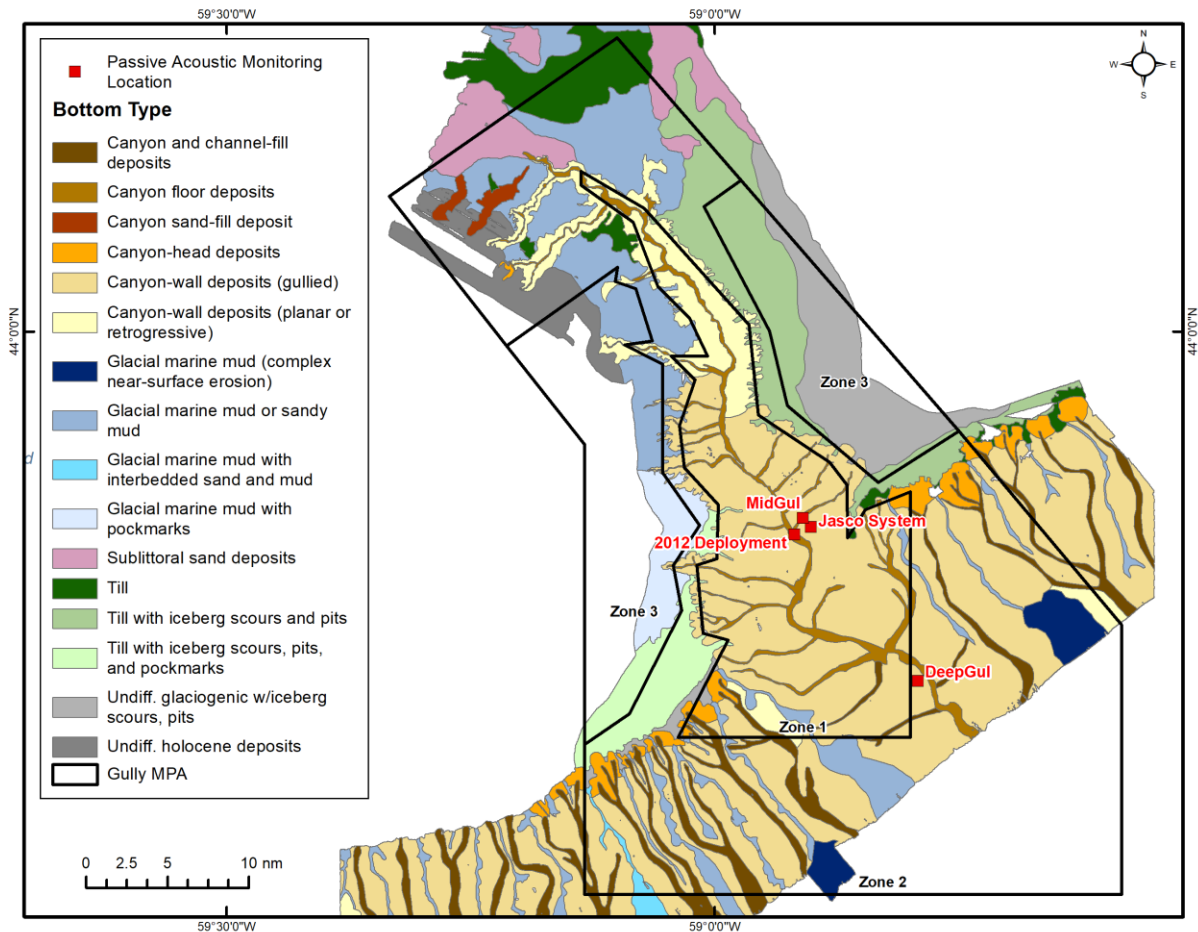 59°30'0"W
59°0'0"W
Passive Acoustic Monitoring
Location
Bottom Type
Canyon and channel-fill
deposits
Canyon floor deposits
Canyon sand-fill deposit
Canyon-head deposits
Canyon-wall deposits (gullied)
Canyon-wall deposits (planar or
retrogressive)
Glacial marine mud (complex
near-surface erosion)
Glacial marine mud or sandy
mud
Glacial marine mud with
interbedded sand and mud
Glacial marine mud with
pockmarks
Sublittoral sand deposits
Till
Till with iceberg scours and pits
Till with iceberg scours, pits,
and pockmarks
Undiff. glaciogenic w/iceberg
scours, pits
Undiff. holocene deposits
Gully MPA
0 2.5 5 10 nm
N
W E
S
44°0'0"N
44°0'0"N
d
Zone 3
MidGul
Jasco System
2012 Deployment
Zone 3
DeepGul
Zone 1
Zone 2
59°30'0"W
59°0'0"W